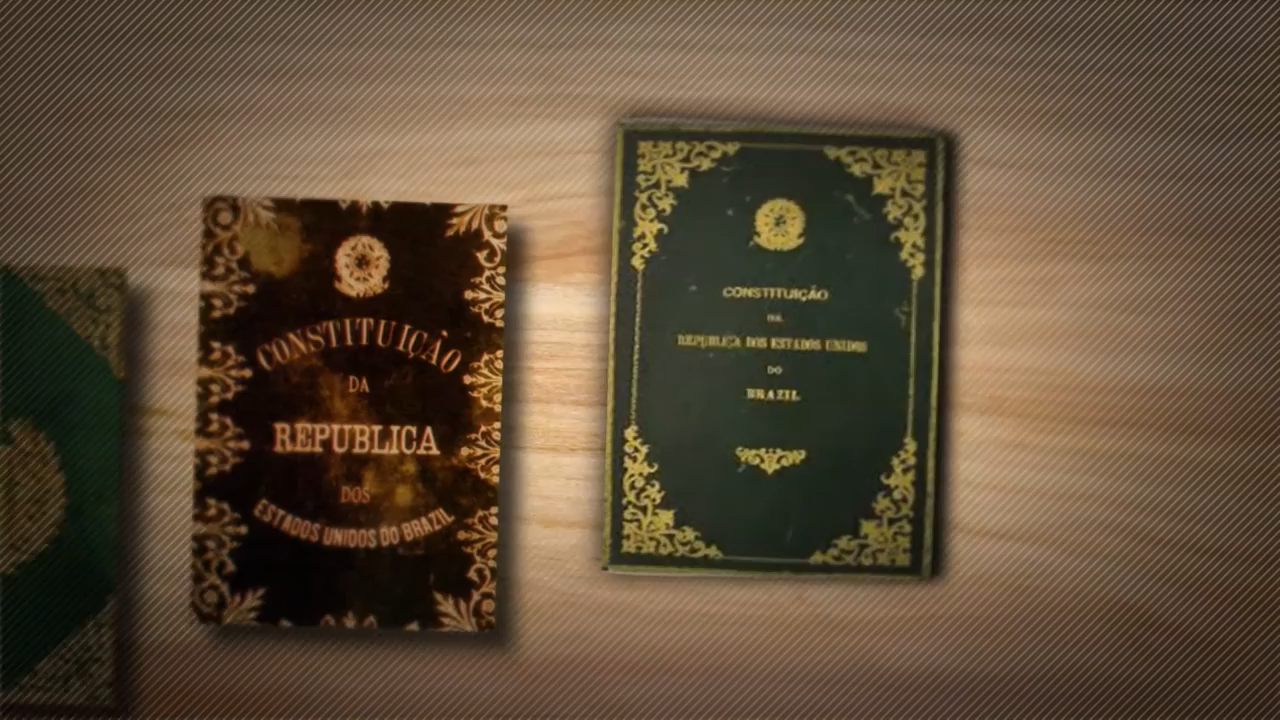 CONSTITUIÇÃO
DA
REPUBLICA
DOS
ESTADOS UNIDOS DO BRAZIL
CONSTITUIÇÃO
DA
REPUBLICA DOS ESTADOS UNIDOS
DO
BRAZIL